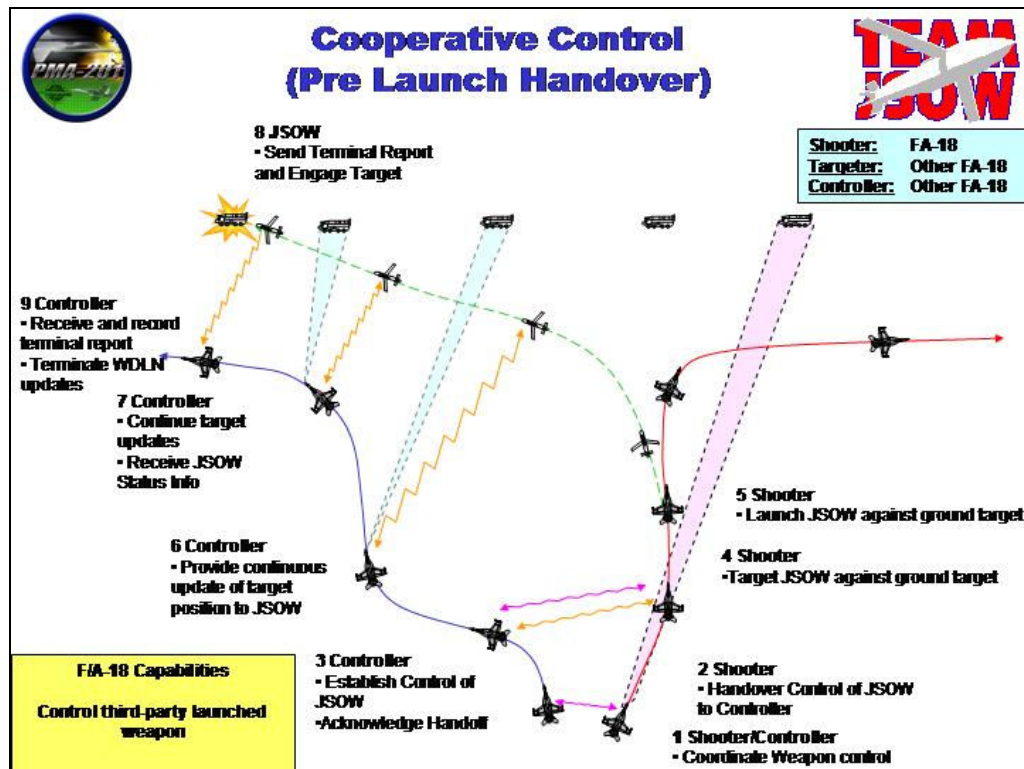 PMA-201
Cooperative Control
(Pre Launch Handover)
TEAM
JSOW
Shooter: FA-18
Targeter: Other FA-18
Controller: Other FA-18
8 JSOW
▪ Send Terminal Report
and Engage Target
9 Controller
▪ Receive and record
terminal report
▪ Terminate WDLN
updates
7 Controller
▪ Continue target
updates
▪ Receive JSOW
Status Info
5 Shooter
▪ Launch JSOW against ground target
6 Controller
▪ Provide continuous
update of target
position to JSOW
4 Shooter
▪Target JSOW against ground target
3 Controller
▪ Establish Control of
JSOW
▪Acknowledge Handoff
2 Shooter
▪ Handover Control of JSOW
to Controller
1 Shooter/Controller
▪ Coordinate Weapon control
F/A-18 Capabilities
Control third-party launched
weapon